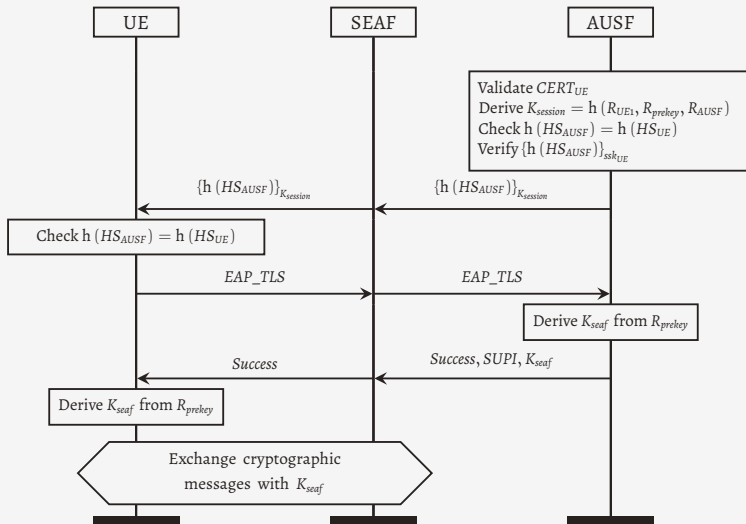 UE SEAF AUSF
Validate CERT_UE
Derive K_session = h (R_UE1, R_prekey, R_AUSF)
Check h (HS_AUSF) = h (HS_UE)
Verify {h (HS_AUSF)}_ssk_UE
{h (HS_AUSF)}_K_session {h (HS_AUSF)}_K_session
Check h (HS_AUSF) = h (HS_UE)
EAP_TLS EAP_TLS
Derive K_seaf from R_prekey
Success Success, SUPI, K_seaf
Derive K_seaf from R_prekey
Exchange cryptographic
messages with K_seaf